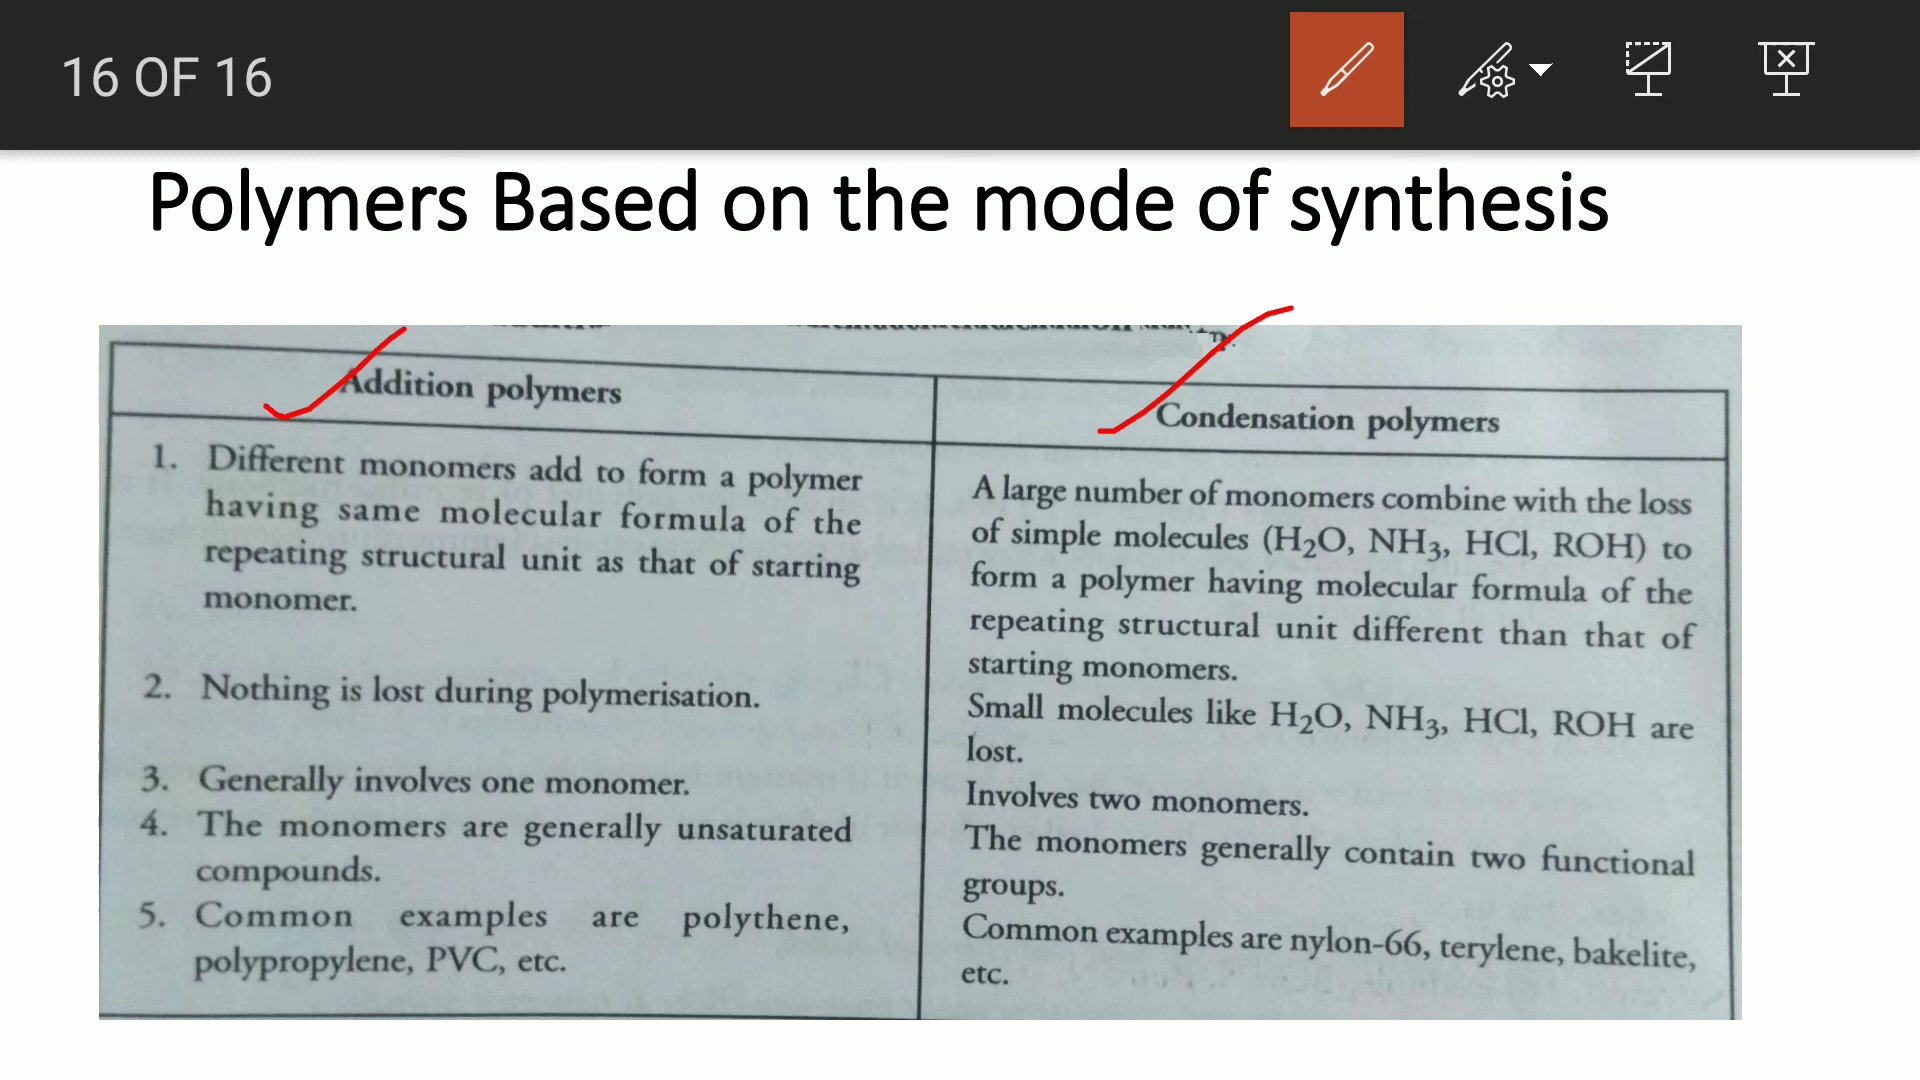 16 OF 16
Polymers Based on the mode of synthesis
Addition polymers
Condensation polymers
1. Different monomers add to form a polymer
having same molecular formula of the
repeating structural unit as that of starting
monomer.
2. Nothing is lost during polymerisation.
3. Generally involves one monomer.
4. The monomers are generally unsaturated
compounds.
5. Common examples are polythene,
polypropylene, PVC, etc.
A large number of monomers combine with the loss
of simple molecules (H₂O, NH₃, HCl, ROH) to
form a polymer having molecular formula of the
repeating structural unit different than that of
starting monomers.
Small molecules like H₂O, NH₃, HCl, ROH are
lost.
Involves two monomers.
The monomers generally contain two functional
groups.
Common examples are nylon-66, terylene, bakelite,
etc.